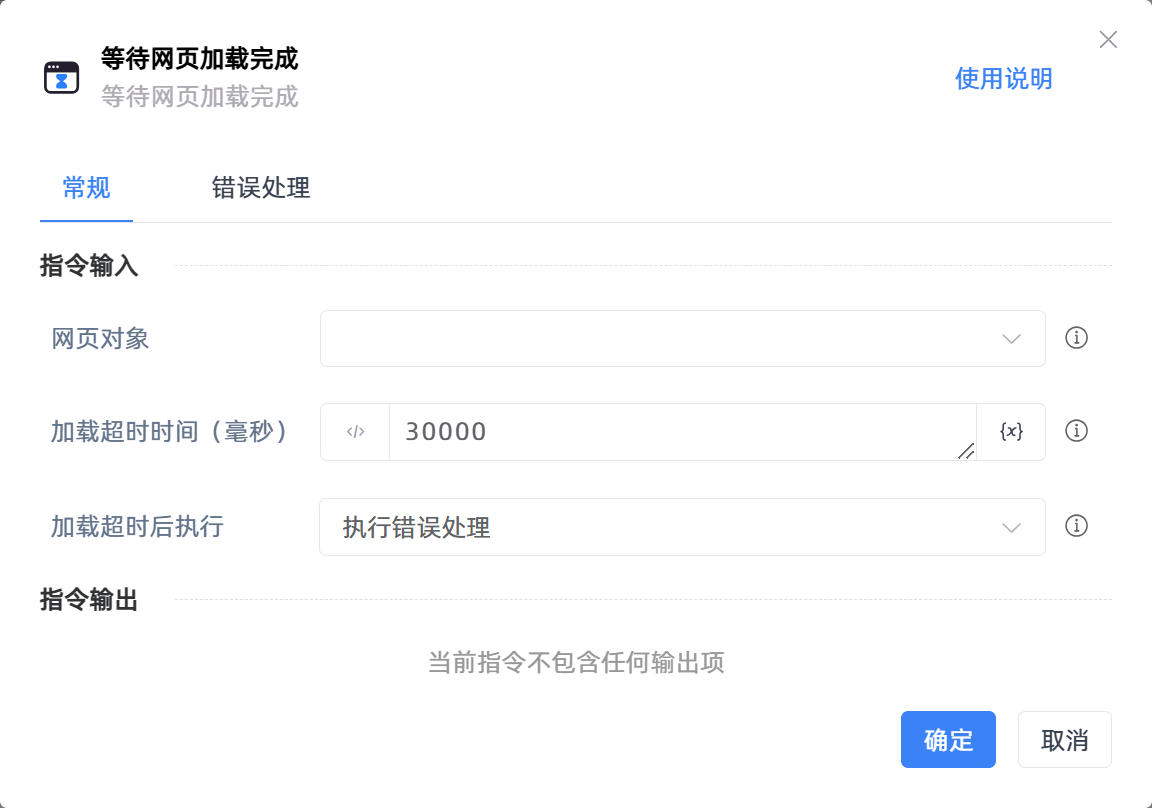 等待网页加载完成
等待网页加载完成
使用说明
常规
错误处理
指令输入
网页对象
加载超时时间（毫秒）
</>
30000
{x}
加载超时后执行
执行错误处理
指令输出
当前指令不包含任何输出项
确定
取消